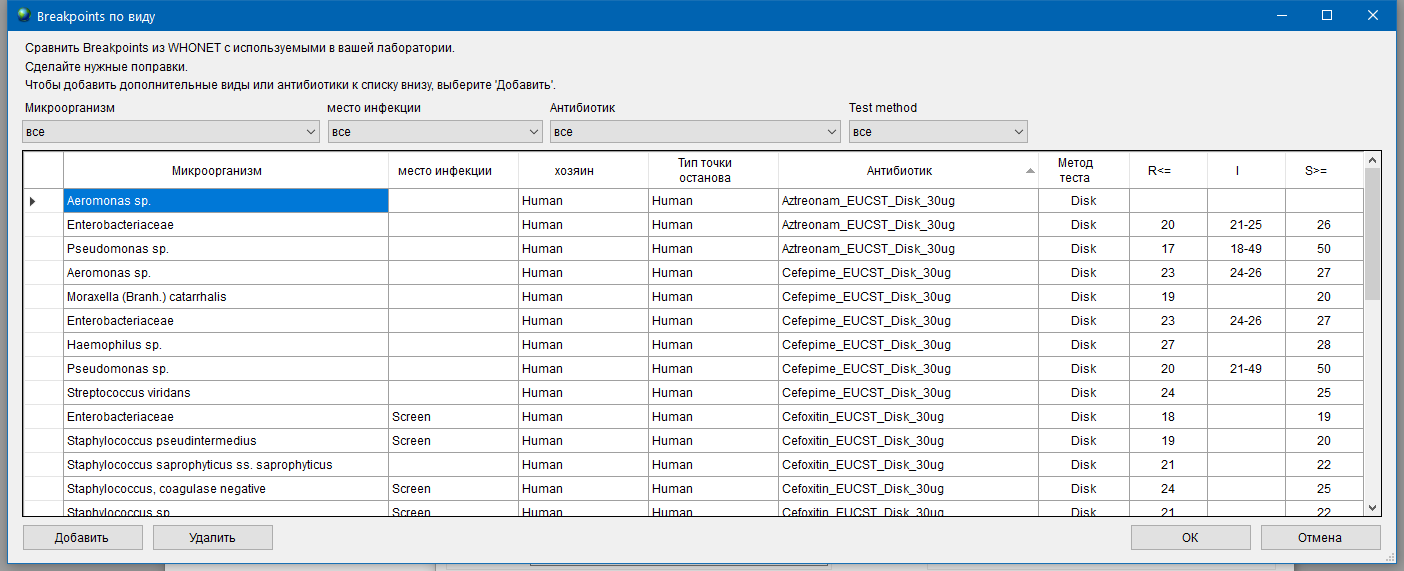 Breakpoints по виду
Сравнить Breakpoints из WHONET с используемыми в вашей лаборатории.
Сделайте нужные поправки.
Чтобы добавить дополнительные виды или антибиотики к списку внизу, выберите 'Добавить'.
Микроорганизм место инфекции Антибиотик Test method
все все все все
Микроорганизм место инфекции хозяин Тип точки останова Антибиотик Метод теста R<= I S>=
Aeromonas sp. Human Human Aztreonam_EUCST_Disk_30ug Disk
Enterobacteriaceae Human Human Aztreonam_EUCST_Disk_30ug Disk 20 21-25 26
Pseudomonas sp. Human Human Aztreonam_EUCST_Disk_30ug Disk 17 18-49 50
Aeromonas sp. Human Human Cefepime_EUCST_Disk_30ug Disk 23 24-26 27
Moraxella (Branh.) catarrhalis Human Human Cefepime_EUCST_Disk_30ug Disk 19 20
Enterobacteriaceae Human Human Cefepime_EUCST_Disk_30ug Disk 23 24-26 27
Haemophilus sp. Human Human Cefepime_EUCST_Disk_30ug Disk 27 28
Pseudomonas sp. Human Human Cefepime_EUCST_Disk_30ug Disk 20 21-49 50
Streptococcus viridans Human Human Cefepime_EUCST_Disk_30ug Disk 24 25
Enterobacteriaceae Screen Human Human Cefoxitin_EUCST_Disk_30ug Disk 18 19
Staphylococcus pseudintermedius Screen Human Human Cefoxitin_EUCST_Disk_30ug Disk 19 20
Staphylococcus saprophyticus ss. saprophyticus Human Human Cefoxitin_EUCST_Disk_30ug Disk 21 22
Staphylococcus, coagulase negative Screen Human Human Cefoxitin_EUCST_Disk_30ug Disk 24 25
Staphylococcus sp. Screen Human Human Cefoxitin_EUCST_Disk_30ug Disk 21 22
Добавить Удалить ОК Отмена